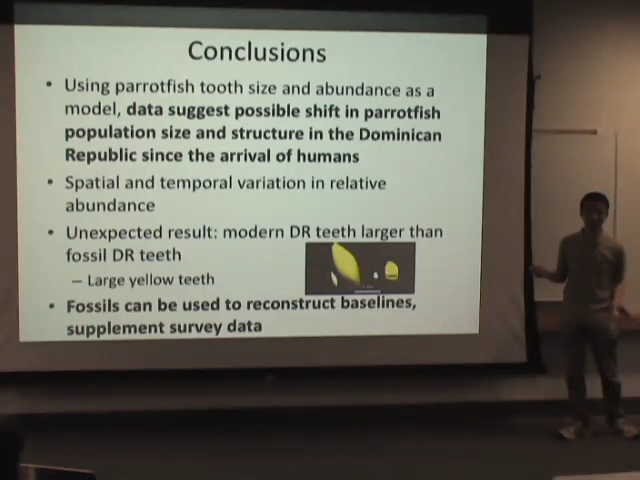 Conclusions
• Using parrotfish tooth size and abundance as a
model, data suggest possible shift in parrotfish
population size and structure in the Dominican
Republic since the arrival of humans
• Spatial and temporal variation in relative
abundance
• Unexpected result: modern DR teeth larger than
fossil DR teeth
– Large yellow teeth
• Fossils can be used to reconstruct baselines,
supplement survey data